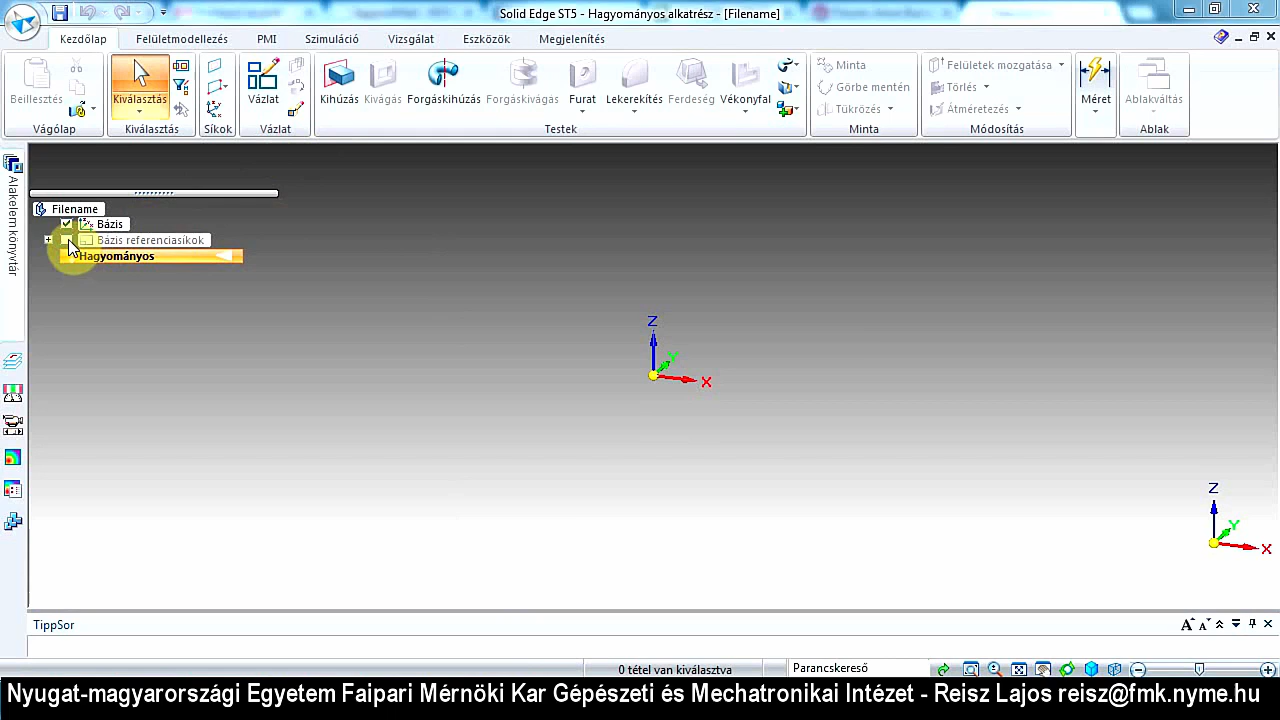 Solid Edge ST5 - Hagyományos alkatrész - [Filename]
Kezdőlap
Felületmodellezés
PMI
Szimuláció
Vizsgálat
Eszközök
Megjelenítés
Beillesztés
Vágólap
Kiválasztás
Kiválasztás
Síkok
Vázlat
Vázlat
Kihúzás
Kivágás
Forgáskihúzás
Forgáskivágás
Furat
Lekerekítés
Ferdeség
Vékonyfal
Testek
Minta
Görbe mentén
Tükrözés
Minta
Felületek mozgatása
Törlés
Átméretezés
Módosítás
Méret
Ablakváltás
Ablak
Alakelem könyvtár
Filename
Bázis
Bázis referenciasíkok
Hagyományos
Z
Y
X
Z
Y
X
TippSor
0 tétel van kiválasztva
Parancskereső
Nyugat-magyarországi Egyetem Faipari Mérnöki Kar Gépészeti és Mechatronikai Intézet - Reisz Lajos reisz@fmk.nyme.hu